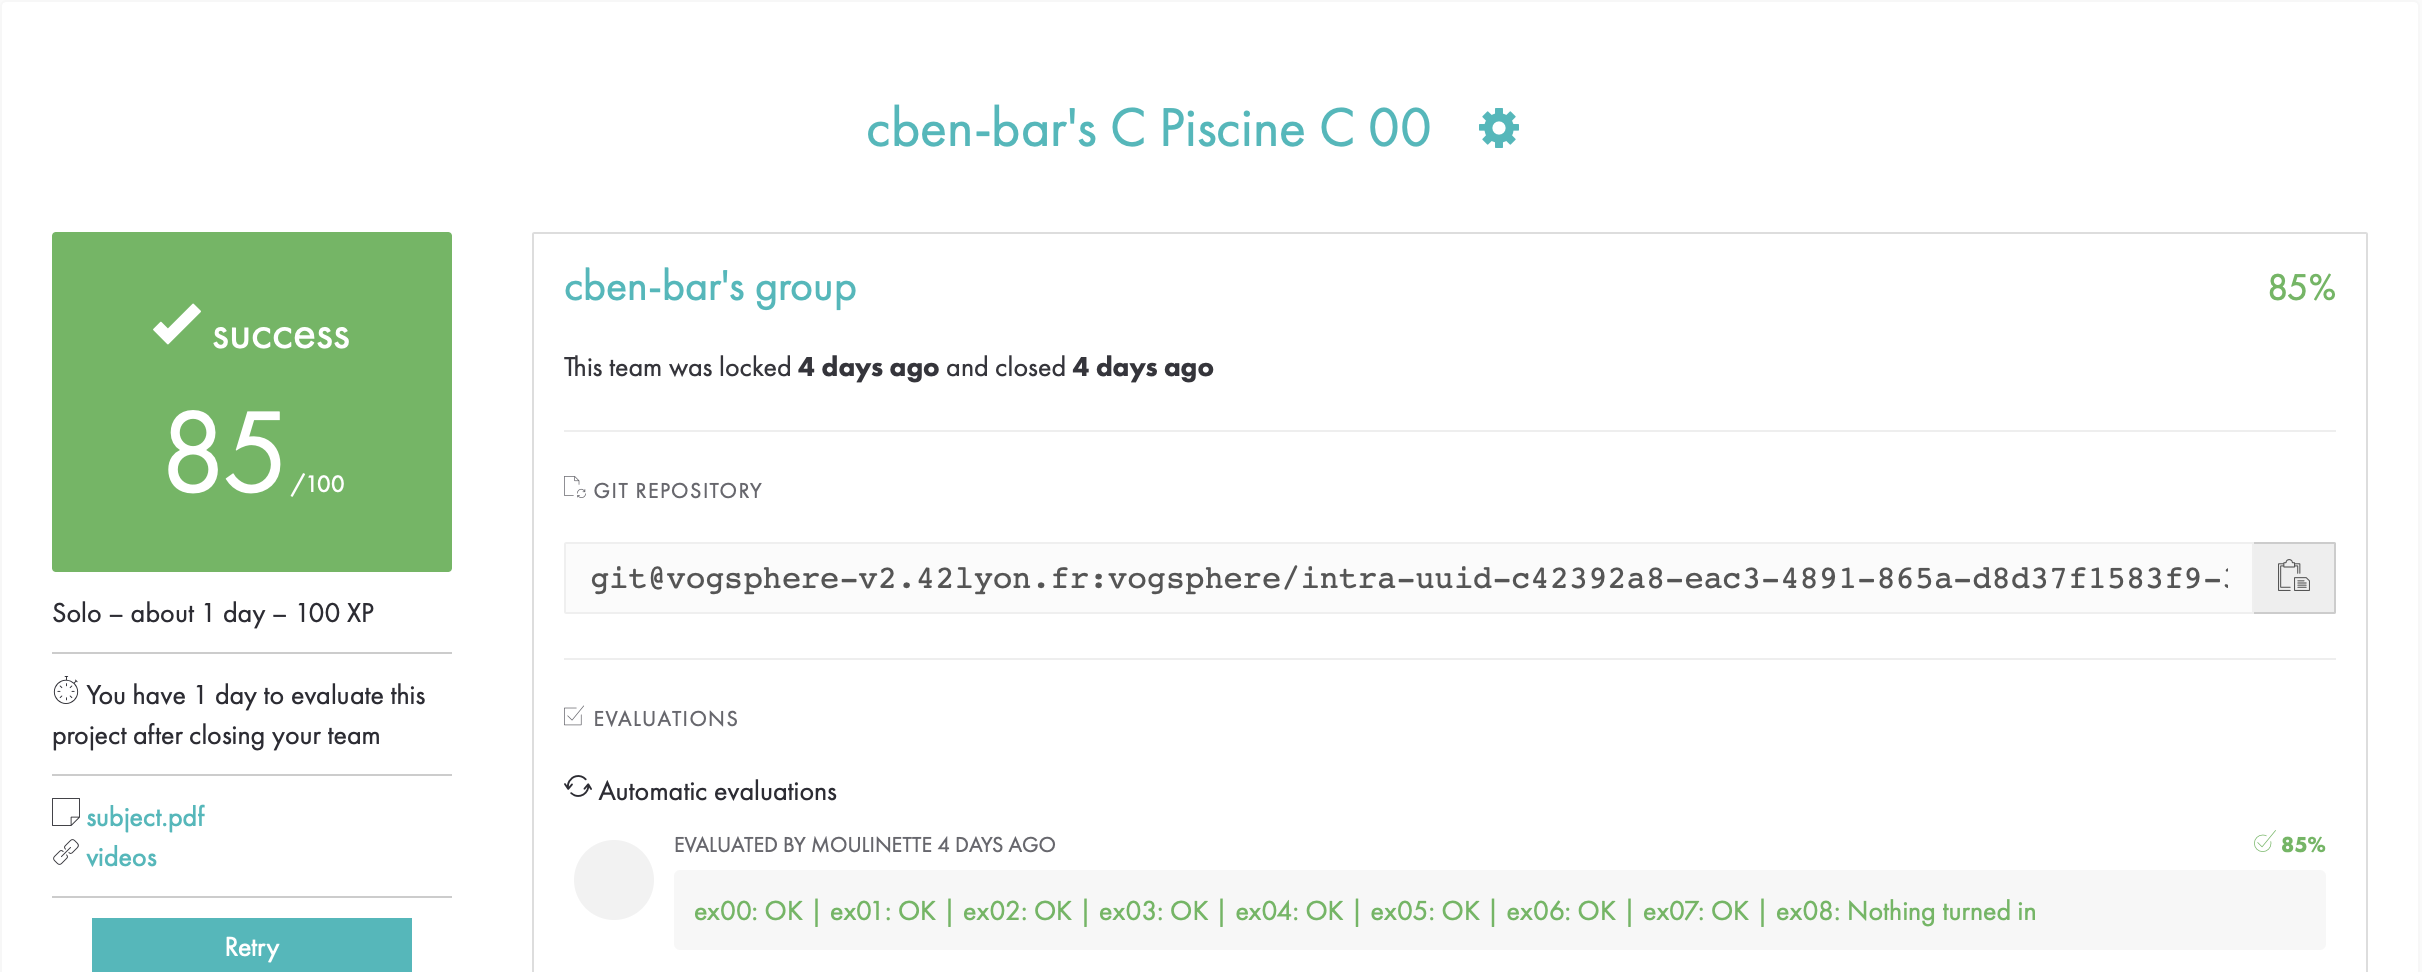 cben-bar's C Piscine C 00
success
85 /100
Solo – about 1 day – 100 XP
You have 1 day to evaluate this
project after closing your team
subject.pdf
videos
Retry
cben-bar's group
85%
This team was locked 4 days ago and closed 4 days ago
GIT REPOSITORY
git@vogsphere-v2.42lyon.fr:vogsphere/intra-uuid-c42392a8-eac3-4891-865a-d8d37f1583f9-
EVALUATIONS
Automatic evaluations
EVALUATED BY MOULINETTE 4 DAYS AGO
85%
ex00: OK | ex01: OK | ex02: OK | ex03: OK | ex04: OK | ex05: OK | ex06: OK | ex07: OK | ex08: Nothing turned in